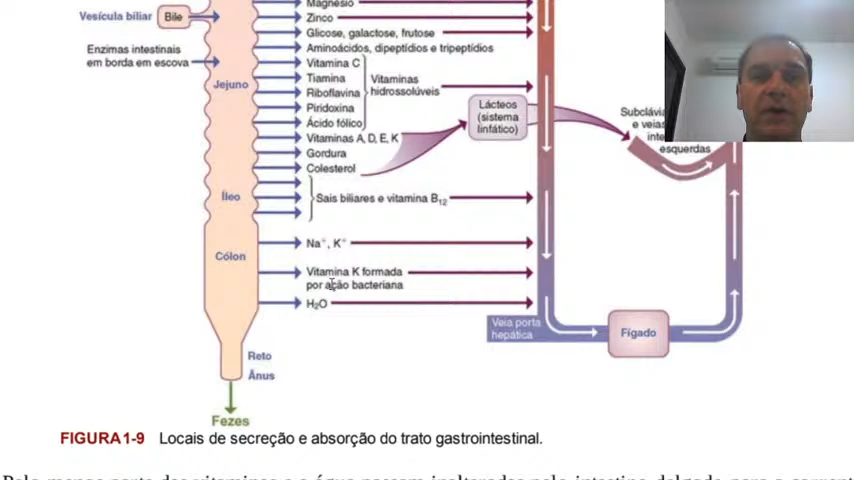 Magnésio
Vesícula bíliar
Bile
Zinco
Glicose, galactose, frutose
Enzimas intestinais
em borda em escova
Aminoácidos, dipeptídios e tripeptídios
Vitamina C
Jejuno
Tiamina
Riboflavina
Piridoxina
Ácido fólico
Vitaminas
hidrossolúveis
Lácteos
(sistema
linfático)
Subclávia
e veias
inte
esquerdas
Vitaminas A, D, E, K
Gordura
Colesterol
Íleo
Sais biliares e vitamina B12
Na+, K+
Cólon
Vitamina K formada
por ação bacteriana
H2O
Veia porta
hepática
Fígado
Reto
Ânus
Fezes
FIGURA 1-9 Locais de secreção e absorção do trato gastrointestinal.